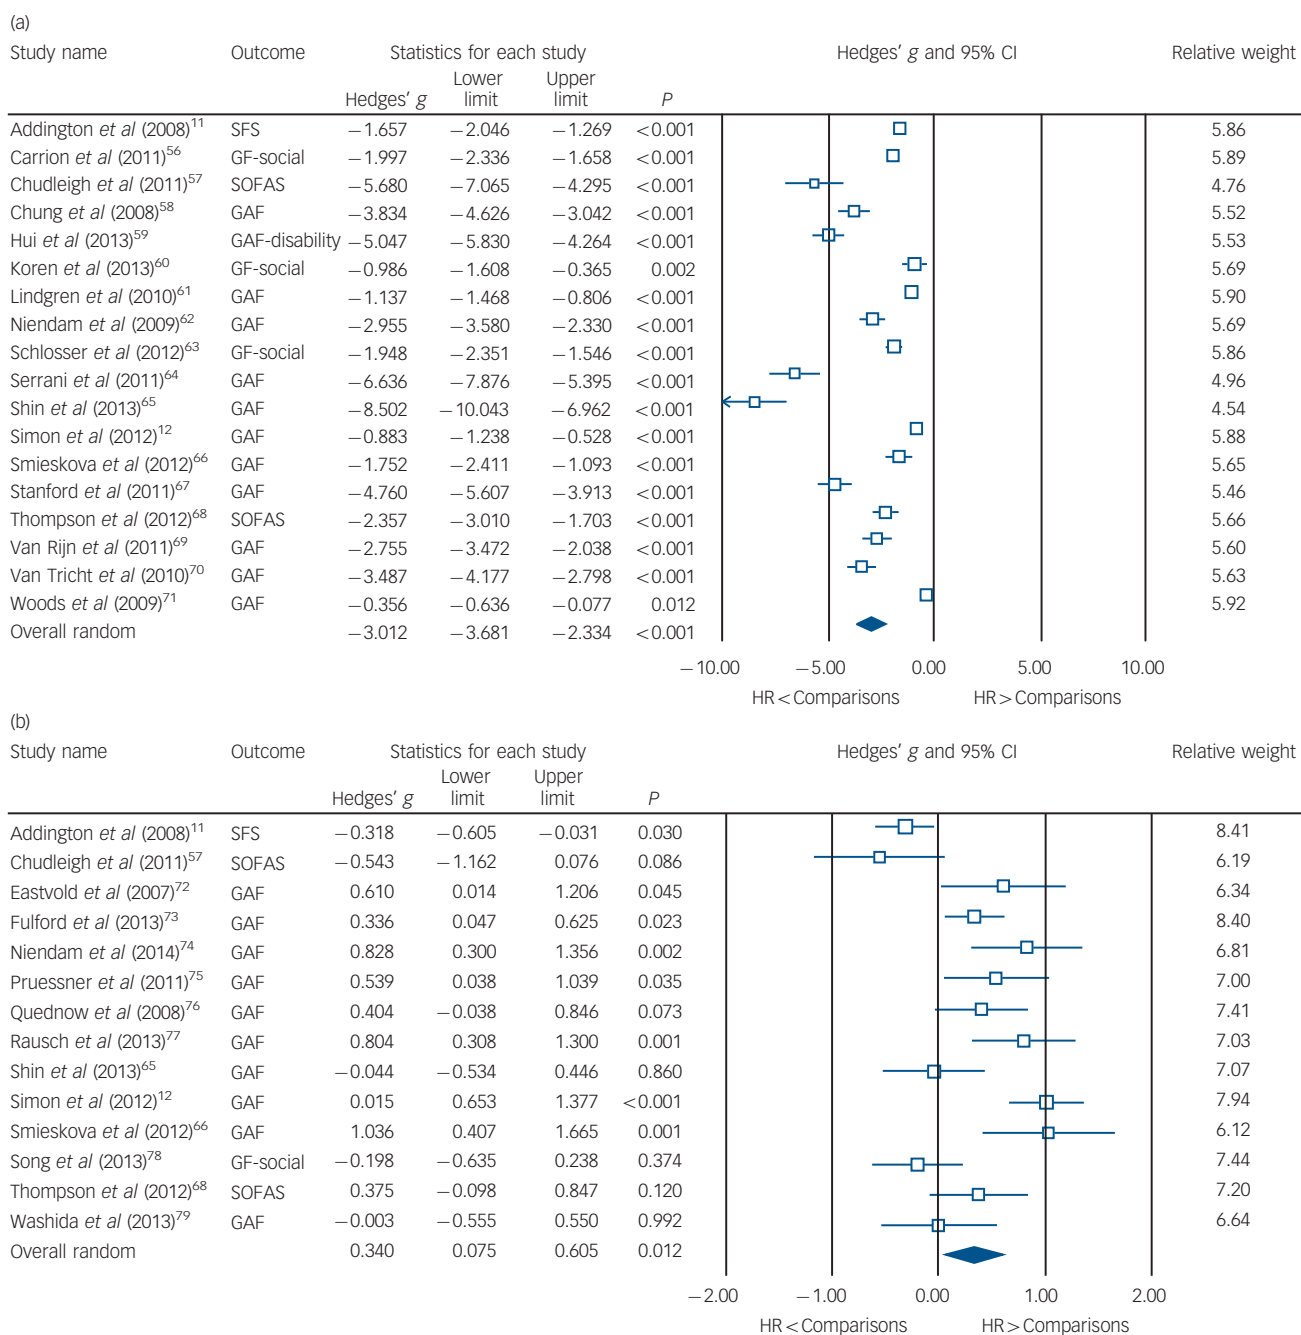 (a)
Study name Outcome Statistics for each study Hedges’ g and 95% CI Relative weight
Lower Upper
Hedges’ g limit limit P
Addington et al (2008)11 SFS −1.657 −2.046 −1.269 <0.001 5.86
Carrion et al (2011)56 GF-social −1.997 −2.336 −1.658 <0.001 5.89
Chudleigh et al (2011)57 SOFAS −5.680 −7.065 −4.295 <0.001 4.76
Chung et al (2008)58 GAF −3.834 −4.626 −3.042 <0.001 5.52
Hui et al (2013)59 GAF-disability −5.047 −5.830 −4.264 <0.001 5.53
Koren et al (2013)60 GF-social −0.986 −1.608 −0.365 0.002 5.69
Lindgren et al (2010)61 GAF −1.137 −1.468 −0.806 <0.001 5.90
Niendam et al (2009)62 GAF −2.955 −3.580 −2.330 <0.001 5.69
Schlosser et al (2012)63 GF-social −1.948 −2.351 −1.546 <0.001 5.86
Serrani et al (2011)64 GAF −6.636 −7.876 −5.395 <0.001 4.96
Shin et al (2013)65 GAF −8.502 −10.043 −6.962 <0.001 4.54
Simon et al (2012)12 GAF −0.883 −1.238 −0.528 <0.001 5.88
Smieskova et al (2012)66 GAF −1.752 −2.411 −1.093 <0.001 5.65
Stanford et al (2011)67 GAF −4.760 −5.607 −3.913 <0.001 5.46
Thompson et al (2012)68 SOFAS −2.357 −3.010 −1.703 <0.001 5.66
Van Rijn et al (2011)69 GAF −2.755 −3.472 −2.038 <0.001 5.60
Van Tricht et al (2010)70 GAF −3.487 −4.177 −2.798 <0.001 5.63
Woods et al (2009)71 GAF −0.356 −0.636 −0.077 0.012 5.92
Overall random −3.012 −3.681 −2.334 <0.001
−10.00 −5.00 0.00 5.00 10.00
HR<Comparisons HR>Comparisons
(b)
Study name Outcome Statistics for each study Hedges’ g and 95% CI Relative weight
Lower Upper
Hedges’ g limit limit P
Addington et al (2008)11 SFS −0.318 −0.605 −0.031 0.030 8.41
Chudleigh et al (2011)57 SOFAS −0.543 −1.162 0.076 0.086 6.19
Eastvold et al (2007)72 GAF 0.610 0.014 1.206 0.045 6.34
Fulford et al (2013)73 GAF 0.336 0.047 0.625 0.023 8.40
Niendam et al (2014)74 GAF 0.828 0.300 1.356 0.002 6.81
Pruessner et al (2011)75 GAF 0.539 0.038 1.039 0.035 7.00
Quednow et al (2008)76 GAF 0.404 −0.038 0.846 0.073 7.41
Rausch et al (2013)77 GAF 0.804 0.308 1.300 0.001 7.03
Shin et al (2013)65 GAF −0.044 −0.534 0.446 0.860 7.07
Simon et al (2012)12 GAF 0.015 0.653 1.377 <0.001 7.94
Smieskova et al (2012)66 GAF 1.036 0.407 1.665 0.001 6.12
Song et al (2013)78 GF-social −0.198 −0.635 0.238 0.374 7.44
Thompson et al (2012)68 SOFAS 0.375 −0.098 0.847 0.120 7.20
Washida et al (2013)79 GAF −0.003 −0.555 0.550 0.992 6.64
Overall random 0.340 0.075 0.605 0.012
−2.00 −1.00 0.00 1.00 2.00
HR<Comparisons HR>Comparisons